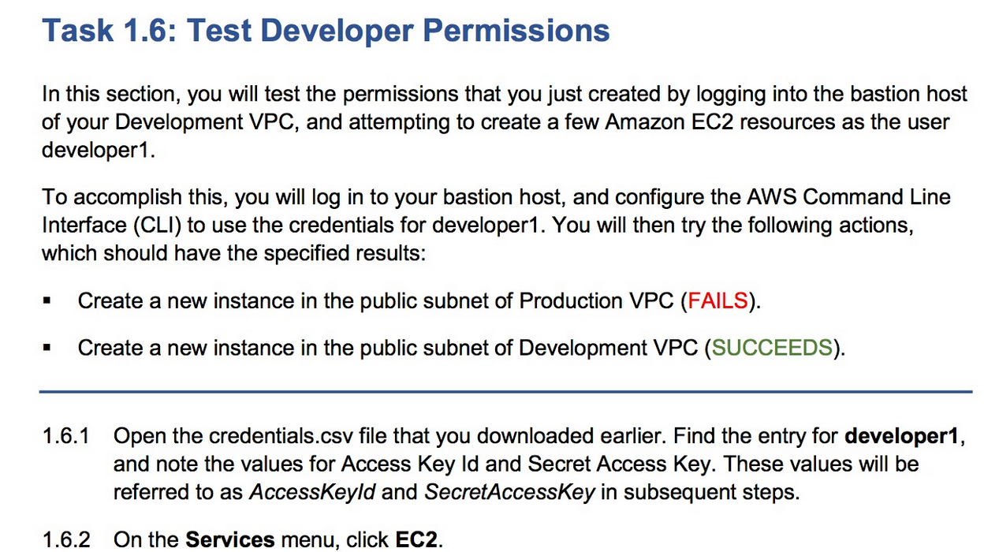 Task 1.6: Test Developer Permissions
In this section, you will test the permissions that you just created by logging into the bastion host
of your Development VPC, and attempting to create a few Amazon EC2 resources as the user
developer1.
To accomplish this, you will log in to your bastion host, and configure the AWS Command Line
Interface (CLI) to use the credentials for developer1. You will then try the following actions,
which should have the specified results:
▪ Create a new instance in the public subnet of Production VPC (FAILS).
▪ Create a new instance in the public subnet of Development VPC (SUCCEEDS).
1.6.1 Open the credentials.csv file that you downloaded earlier. Find the entry for developer1,
and note the values for Access Key Id and Secret Access Key. These values will be
referred to as AccessKeyId and SecretAccessKey in subsequent steps.
1.6.2 On the Services menu, click EC2.